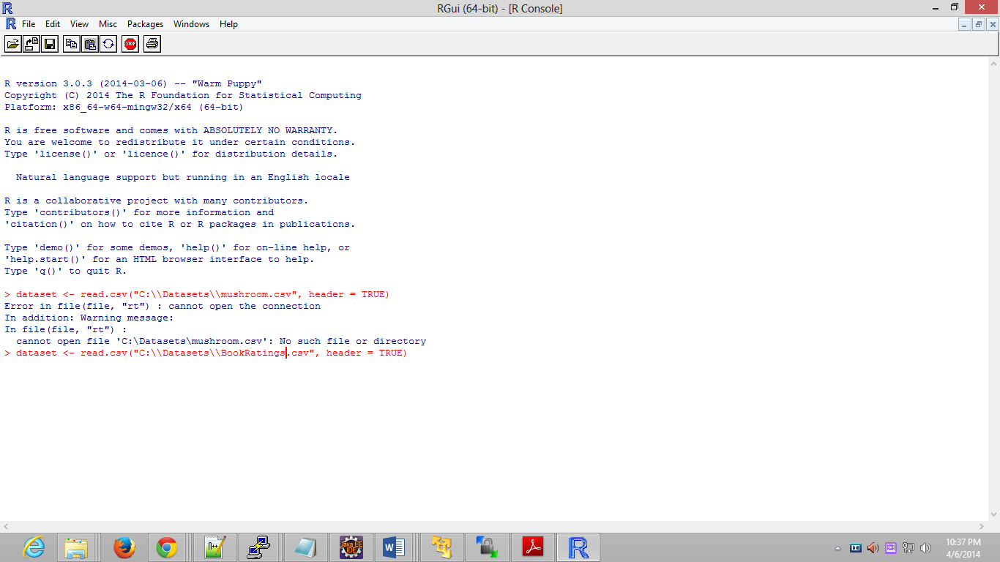 RGui (64-bit) - [R Console]
File Edit View Misc Packages Windows Help
STOP
R version 3.0.3 (2014-03-06) -- "Warm Puppy"
Copyright (C) 2014 The R Foundation for Statistical Computing
Platform: x86_64-w64-mingw32/x64 (64-bit)
R is free software and comes with ABSOLUTELY NO WARRANTY.
You are welcome to redistribute it under certain conditions.
Type 'license()' or 'licence()' for distribution details.
Natural language support but running in an English locale
R is a collaborative project with many contributors.
Type 'contributors()' for more information and
'citation()' on how to cite R or R packages in publications.
Type 'demo()' for some demos, 'help()' for on-line help, or
'help.start()' for an HTML browser interface to help.
Type 'q()' to quit R.
> dataset <- read.csv("C:\\Datasets\\mushroom.csv", header = TRUE)
Error in file(file, "rt") : cannot open the connection
In addition: Warning message:
In file(file, "rt") :
cannot open file 'C:\Datasets\mushroom.csv': No such file or directory
> dataset <- read.csv("C:\\Datasets\\BookRatings.csv", header = TRUE)
Java EE
IDE
10:37 PM
4/6/2014